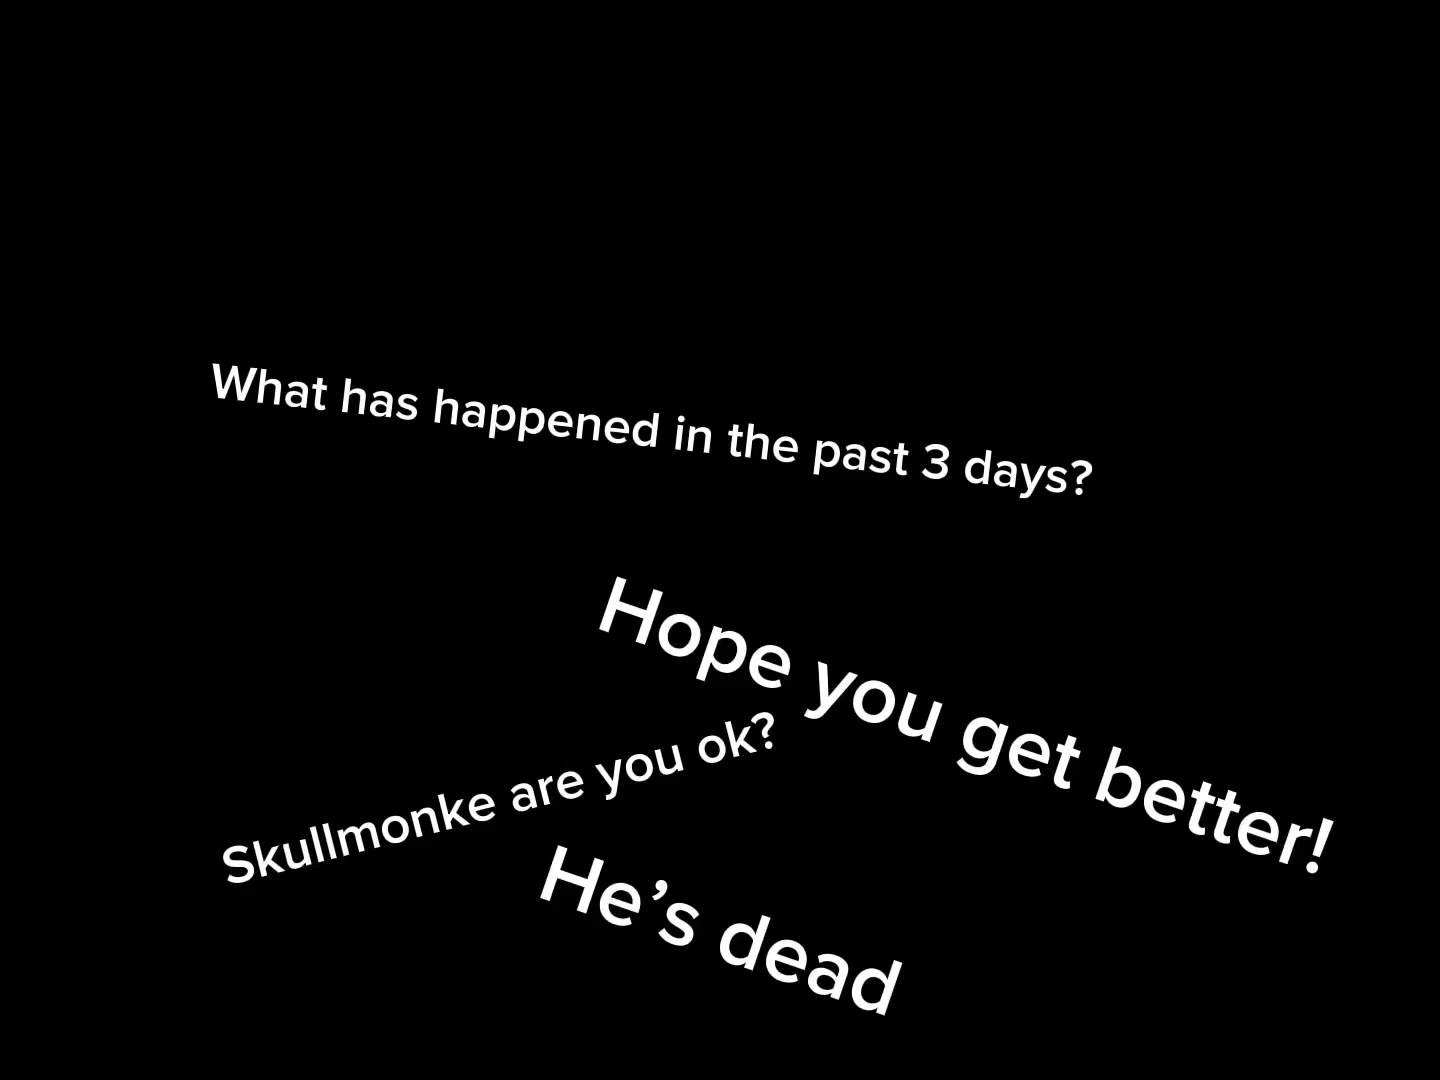 What has happened in the past 3 days?
Hope you get better!
Skullmonke are you ok?
He’s dead